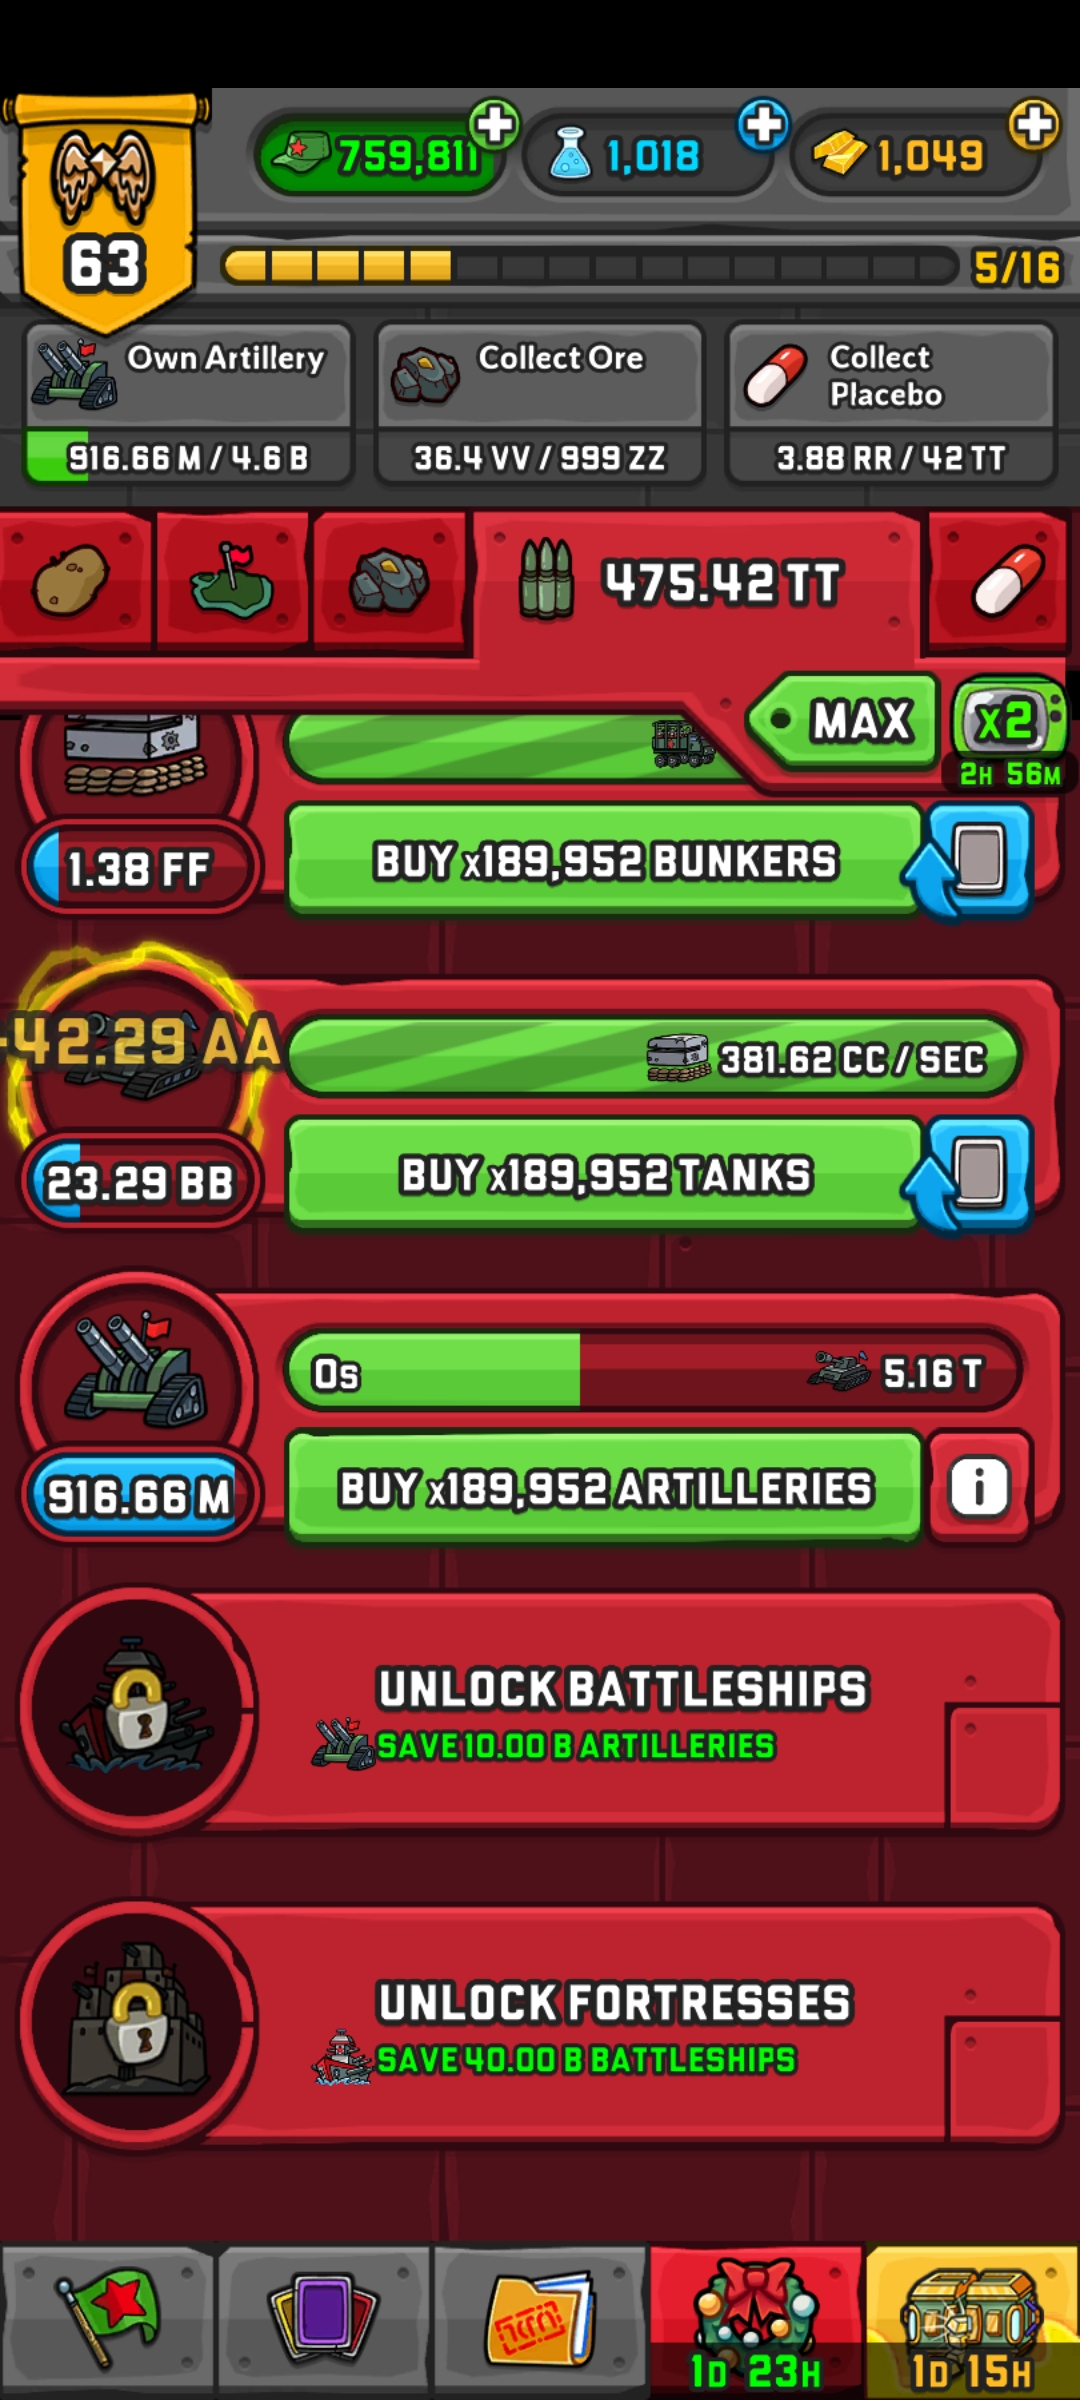 759,811
1,018
1,049
63
5/16
Own Artillery
916.66 M / 4.6 B
Collect Ore
36.4 VV / 999 ZZ
Collect
Placebo
3.88 RR / 42 TT
475.42 TT
MAX
x2
2H 56M
1.38 FF
BUY x189,952 BUNKERS
-42.29 AA
381.62 CC / SEC
23.29 BB
BUY x189,952 TANKS
0s
5.16 T
916.66 M
BUY x189,952 ARTILLERIES
i
UNLOCK BATTLESHIPS
SAVE 10.00 B ARTILLERIES
UNLOCK FORTRESSES
SAVE 40.00 B BATTLESHIPS
1D 23H
1D 15H